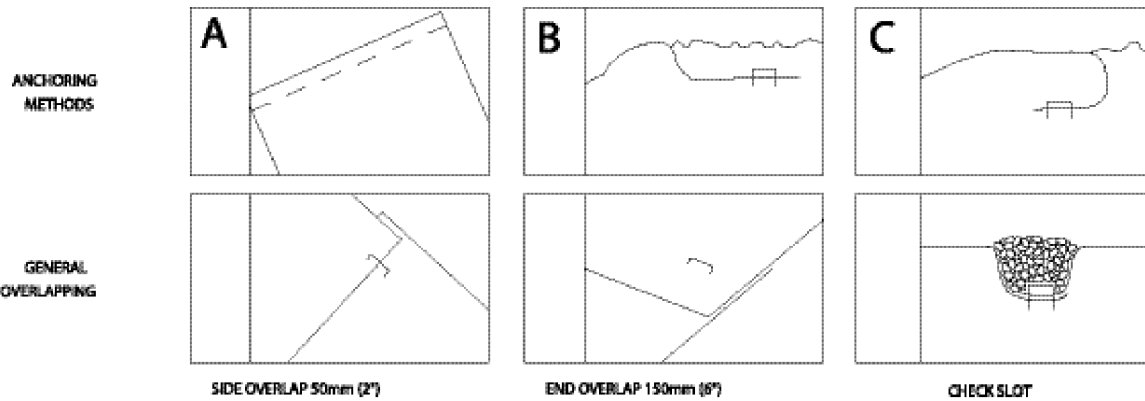 A
B
C
ANCHORING
METHODS
GENERAL
OVERLAPPING
SIDE OVERLAP 50mm (2")
END OVERLAP 150mm (6")
CHECK SLOT